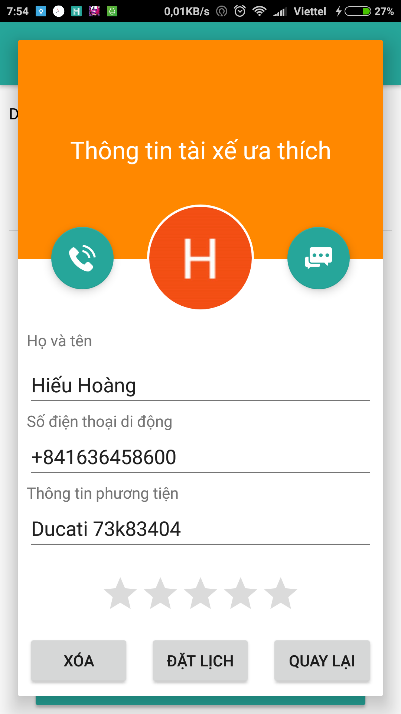 7:54 0,01KB/s Viettel 27%
D
Thông tin tài xế ưa thích
H
Họ và tên
Hiếu Hoàng
Số điện thoại di động
+841636458600
Thông tin phương tiện
Ducati 73k83404
XÓA ĐẶT LỊCH QUAY LẠI